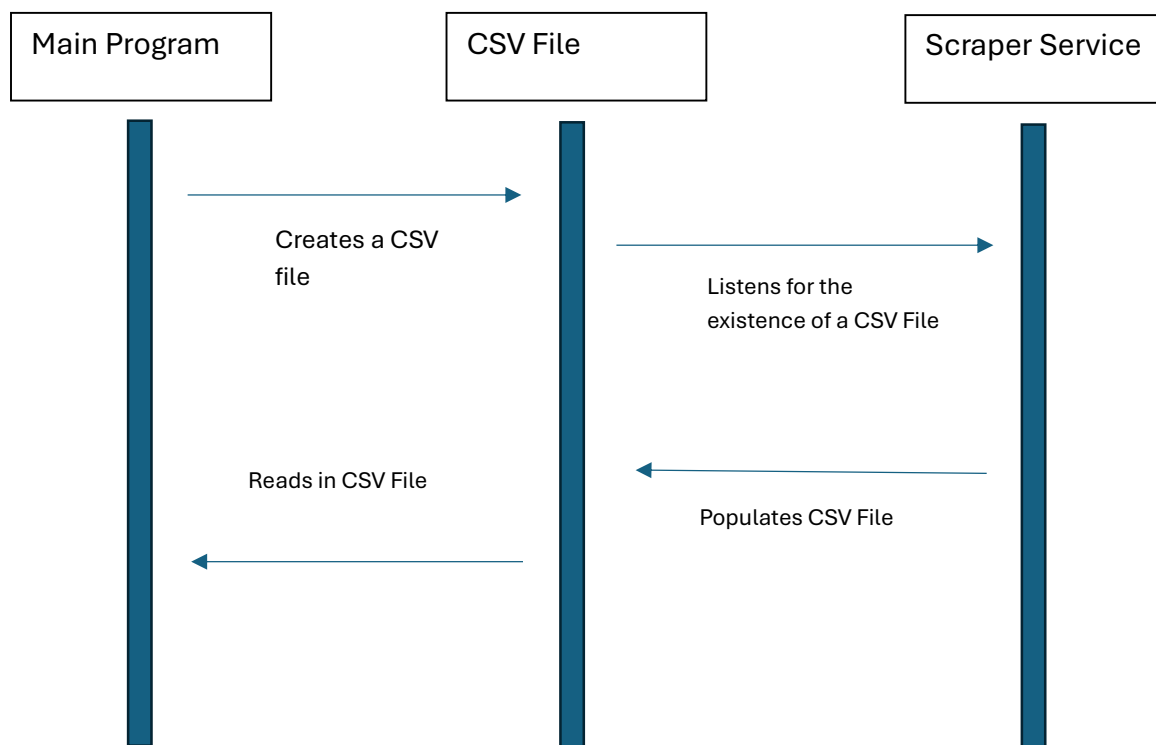 Main Program
CSV File
Scraper Service
Creates a CSV
file
Listens for the
existence of a CSV File
Reads in CSV File
Populates CSV File